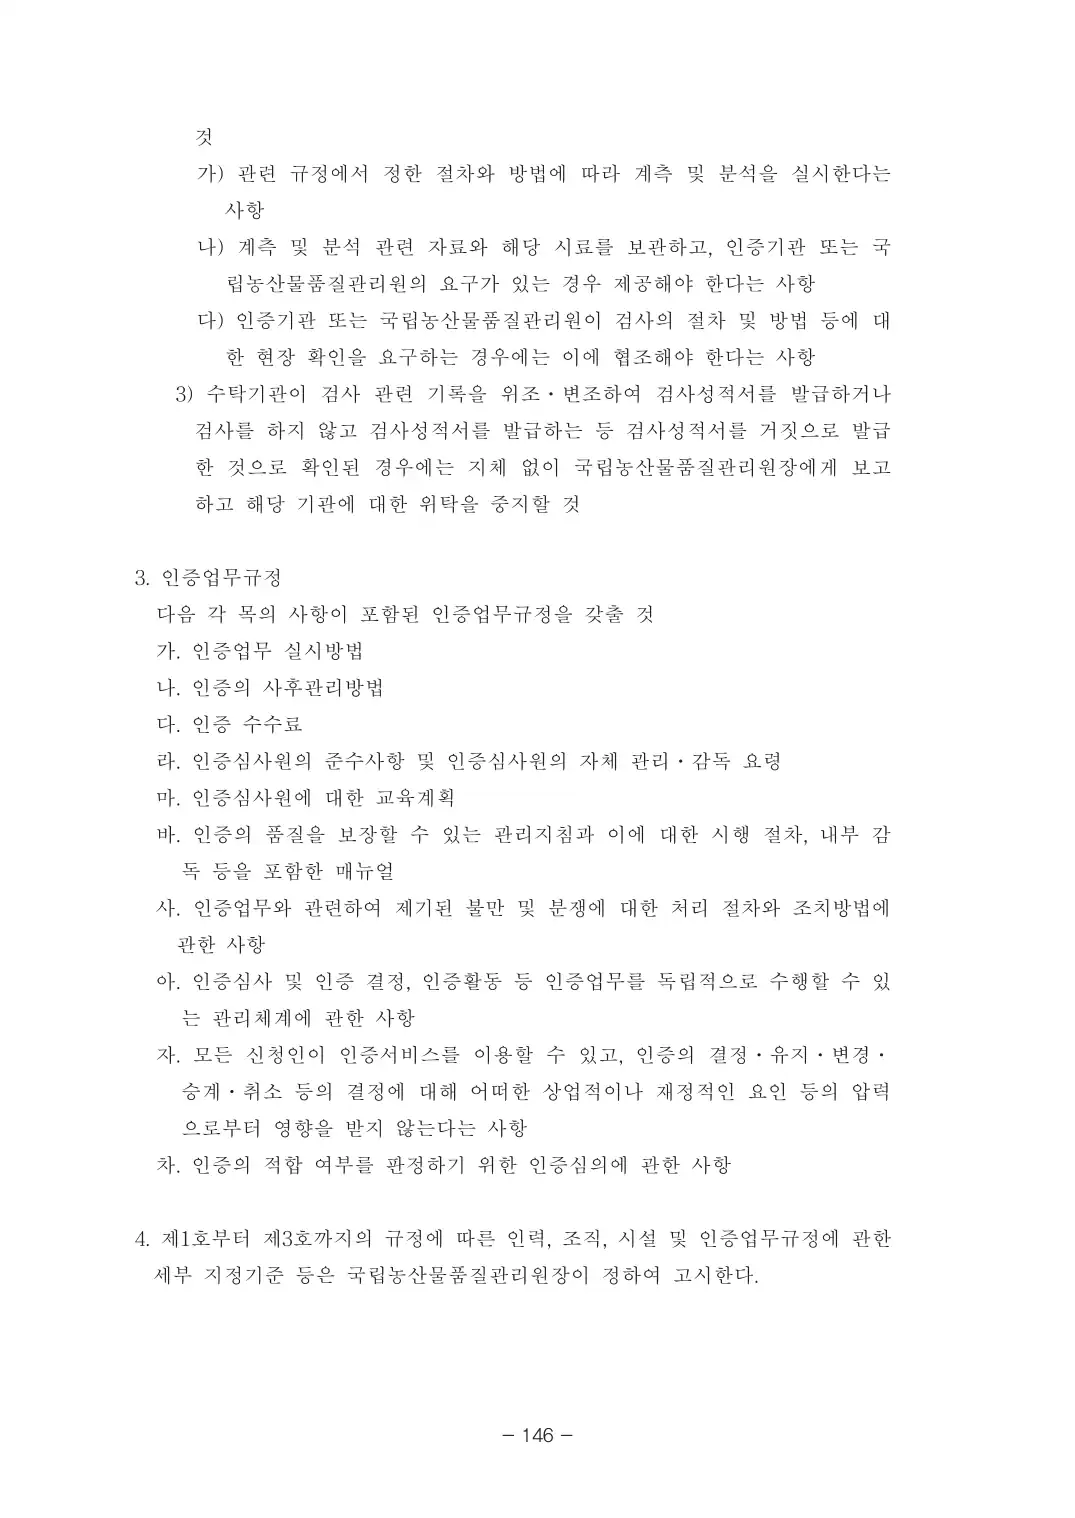 것
가) 관련 규정에서 정한 절차와 방법에 따라 계측 및 분석을 실시한다는
사항
나) 계측 및 분석 관련 자료와 해당 시료를 보관하고, 인증기관 또는 국
립농산물품질관리원의 요구가 있는 경우 제공해야 한다는 사항
다) 인증기관 또는 국립농산물품질관리원이 검사의 절차 및 방법 등에 대
한 현장 확인을 요구하는 경우에는 이에 협조해야 한다는 사항
3) 수탁기관이 검사 관련 기록을 위조·변조하여 검사성적서를 발급하거나
검사를 하지 않고 검사성적서를 발급하는 등 검사성적서를 거짓으로 발급
한 것으로 확인된 경우에는 지체 없이 국립농산물품질관리원장에게 보고
하고 해당 기관에 대한 위탁을 중지할 것
3. 인증업무규정
다음 각 목의 사항이 포함된 인증업무규정을 갖출 것
가. 인증업무 실시방법
나. 인증의 사후관리방법
다. 인증 수수료
라. 인증심사원의 준수사항 및 인증심사원의 자체 관리·감독 요령
마. 인증심사원에 대한 교육계획
바. 인증의 품질을 보장할 수 있는 관리지침과 이에 대한 시행 절차, 내부 감
독 등을 포함한 매뉴얼
사. 인증업무와 관련하여 제기된 불만 및 분쟁에 대한 처리 절차와 조치방법에
관한 사항
아. 인증심사 및 인증 결정, 인증활동 등 인증업무를 독립적으로 수행할 수 있
는 관리체계에 관한 사항
자. 모든 신청인이 인증서비스를 이용할 수 있고, 인증의 결정·유지·변경·
승계·취소 등의 결정에 대해 어떠한 상업적이나 재정적인 요인 등의 압력
으로부터 영향을 받지 않는다는 사항
차. 인증의 적합 여부를 판정하기 위한 인증심의에 관한 사항
4. 제1호부터 제3호까지의 규정에 따른 인력, 조직, 시설 및 인증업무규정에 관한
세부 지정기준 등은 국립농산물품질관리원장이 정하여 고시한다.
- 146 -